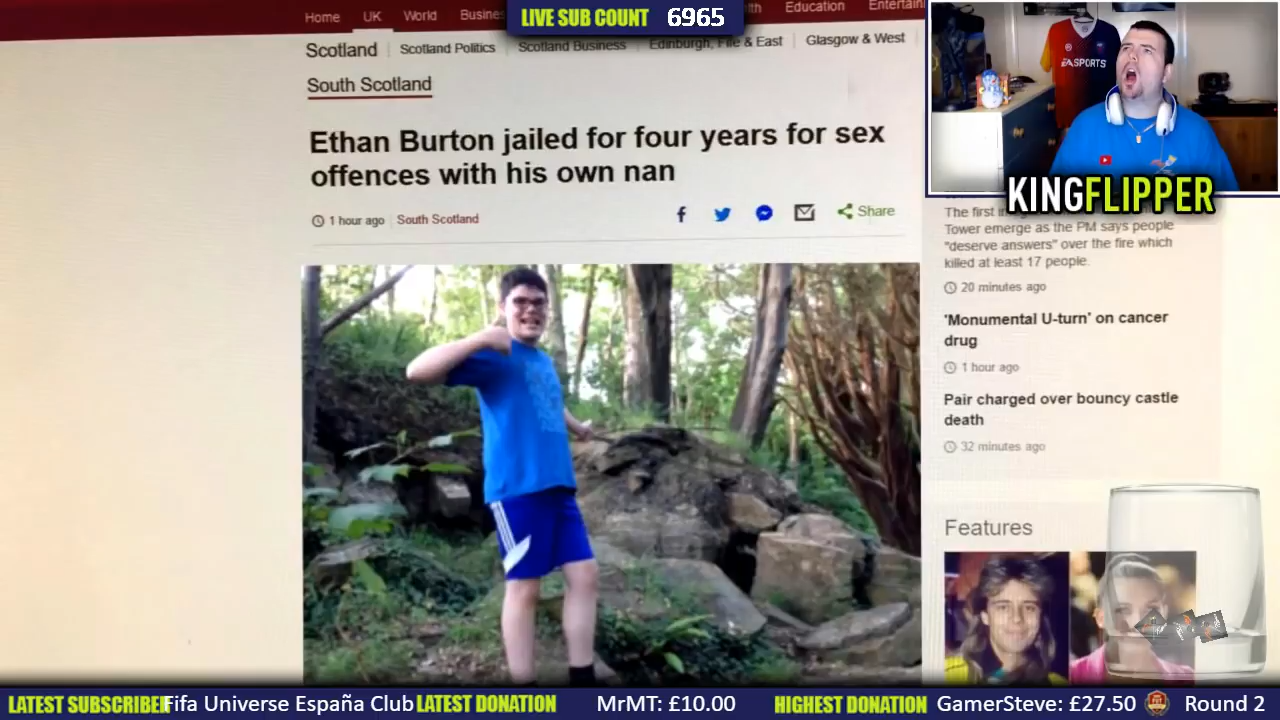 Home UK World LIVE SUB COUNT 6965 Education
Scotland Scotland Politics Scotland Business Edinburgh, Fife & East Glasgow & West
EA SPORTS
South Scotland
Ethan Burton jailed for four years for sex
offences with his own nan
1 hour ago South Scotland
Share
KINGFLIPPER
The first
Tower emerge as the PM says people
"deserve answers" over the fire which
killed at least 17 people.
20 minutes ago
'Monumental U-turn' on cancer
drug
1 hour ago
Pair charged over bouncy castle
death
32 minutes ago
Features
LATEST SUBSCRIBER Fifa Universe España Club LATEST DONATION MrMT: £10.00 HIGHEST DONATION GamerSteve: £27.50 Round 2